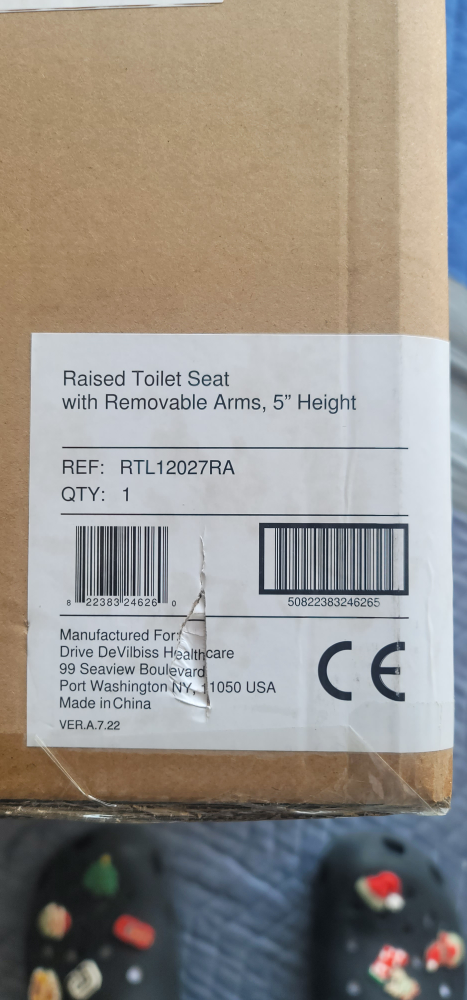 Raised Toilet Seat
with Removable Arms, 5” Height
REF: RTL12027RA
QTY: 1
8 22383 24626 0
50822383246265
Manufactured For:
Drive DeVilbiss Healthcare
99 Seaview Boulevard
Port Washington NY, 11050 USA
Made in China
VER.A.7.22
CE